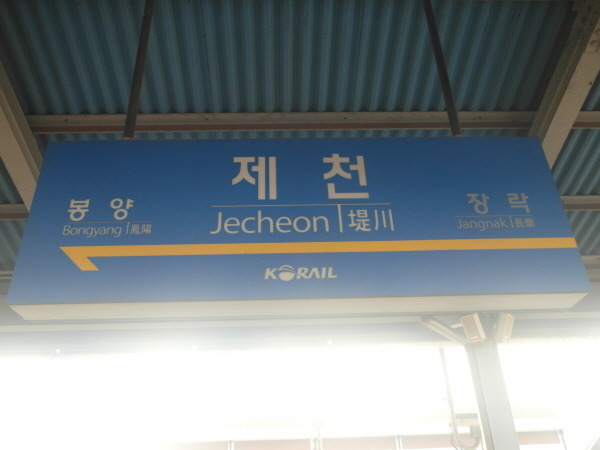 제천
Jecheon 堤川
봉양
Bongyang 鳳陽
장락
Jangnak 長樂
KORAIL